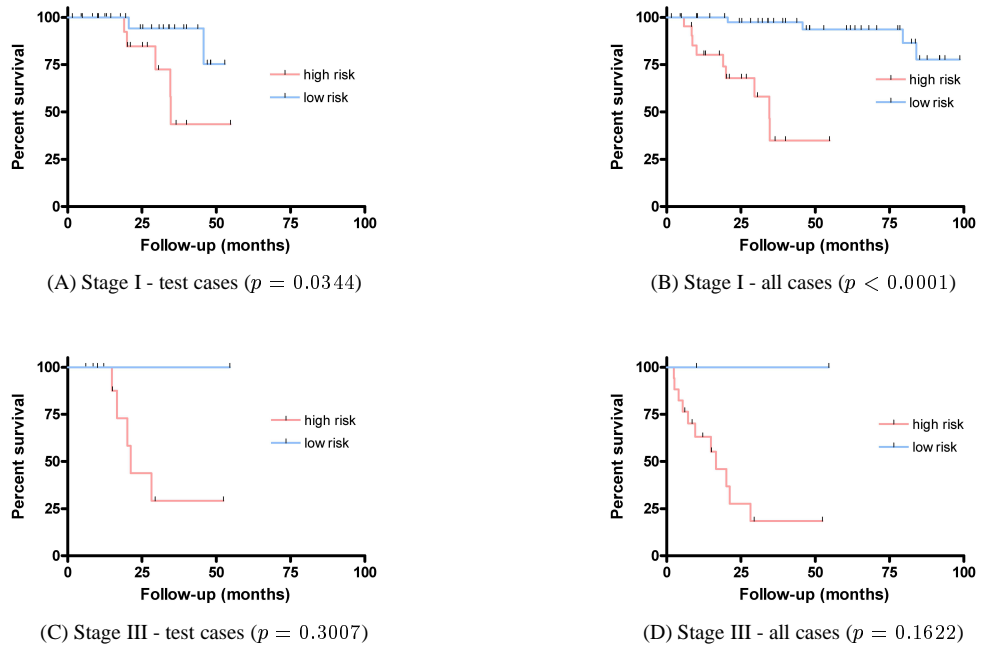 100
75
50
25
0
Percent survival
0 25 50 75 100
Follow-up (months)
high risk
low risk
(A) Stage I - test cases (p = 0.0344)
100
75
50
25
0
Percent survival
0 25 50 75 100
Follow-up (months)
high risk
low risk
(B) Stage I - all cases (p < 0.0001)
100
75
50
25
0
Percent survival
0 25 50 75 100
Follow-up (months)
high risk
low risk
(C) Stage III - test cases (p = 0.3007)
100
75
50
25
0
Percent survival
0 25 50 75 100
Follow-up (months)
high risk
low risk
(D) Stage III - all cases (p = 0.1622)